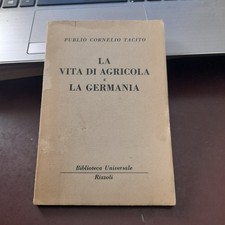 PUBLIO CORNELIO TACITO
LA
VITA DI AGRICOLA
e
LA GERMANIA
Biblioteca Universale
Rizzoli